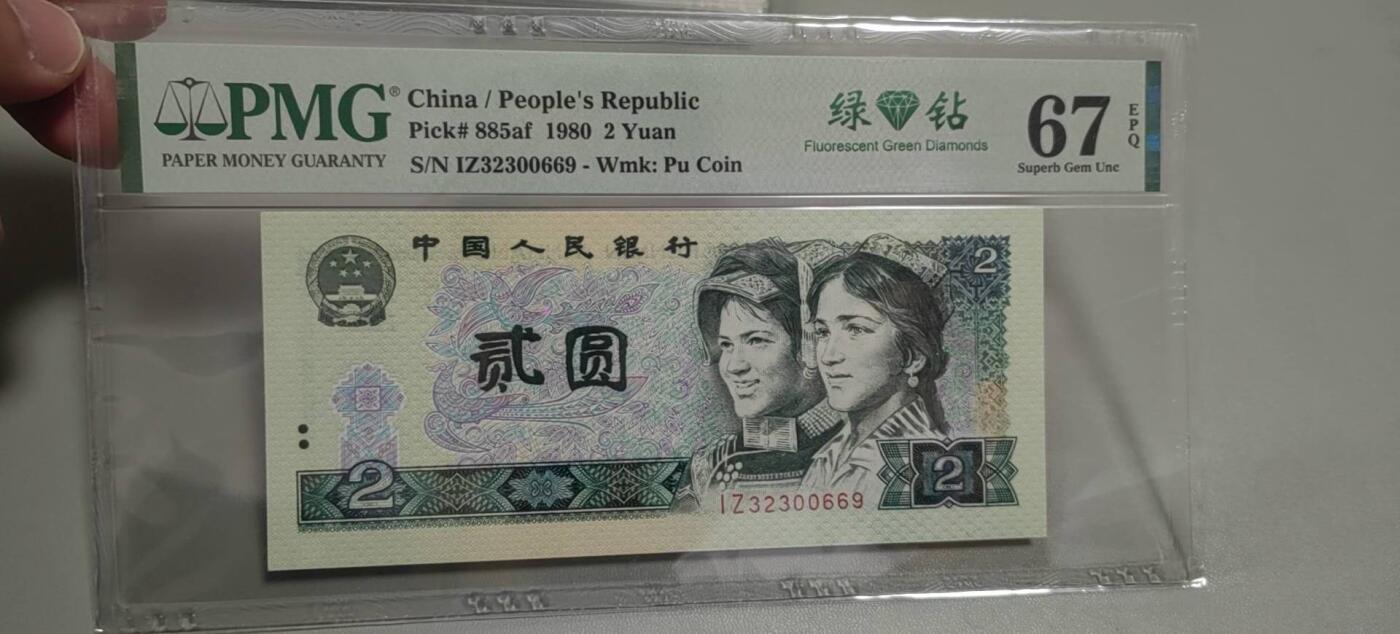 PMG®
PAPER MONEY GUARANTY
China / People's Republic
Pick# 885af 1980 2 Yuan
S/N IZ32300669 - Wmk: Pu Coin
绿钻
Fluorescent Green Diamonds
67
EPQ
Superb Gem Unc
中国人民银行
2
贰圆
2
2
IZ32300669